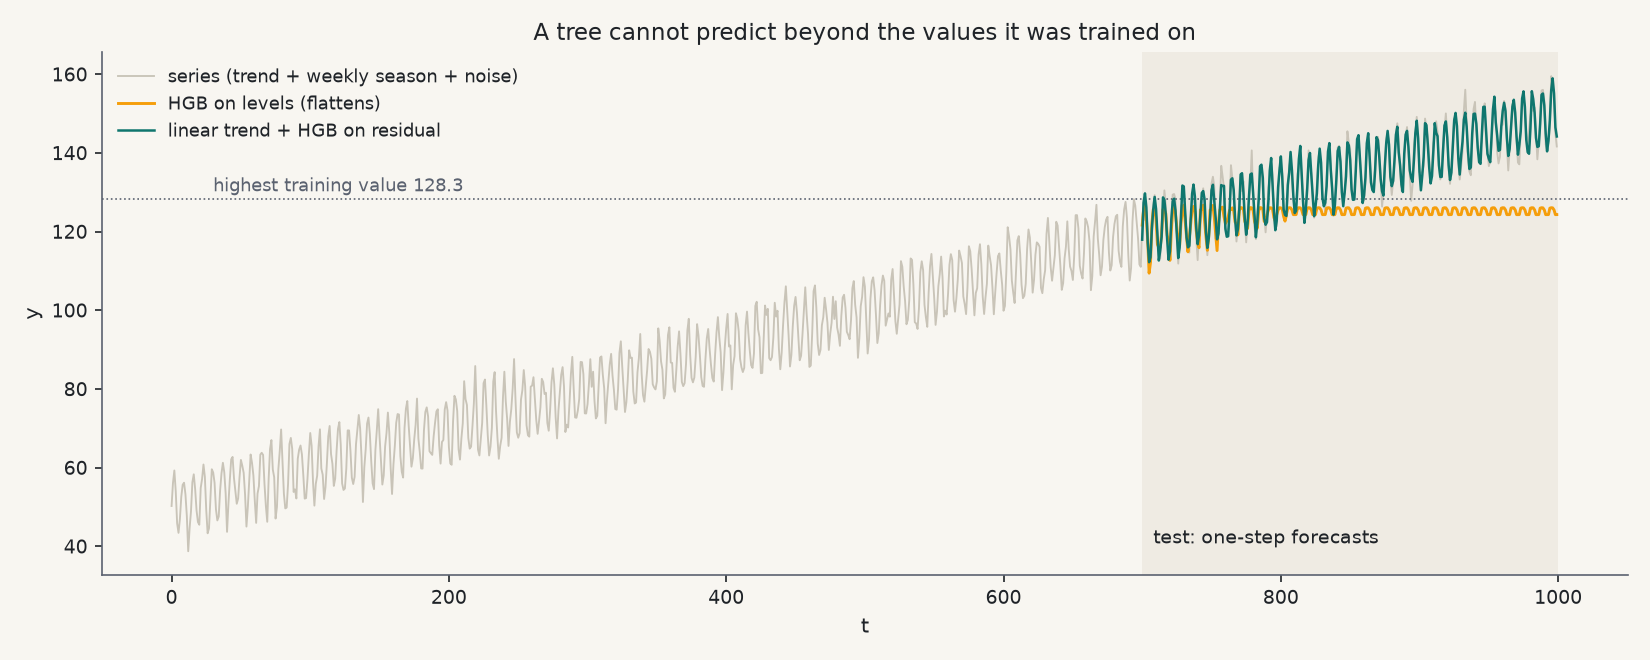 A tree cannot predict beyond the values it was trained on
series (trend + weekly season + noise)
HGB on levels (flattens)
linear trend + HGB on residual
highest training value 128.3
test: one-step forecasts
y
160
140
120
100
80
60
40
0 200 400 600 800 1000
t